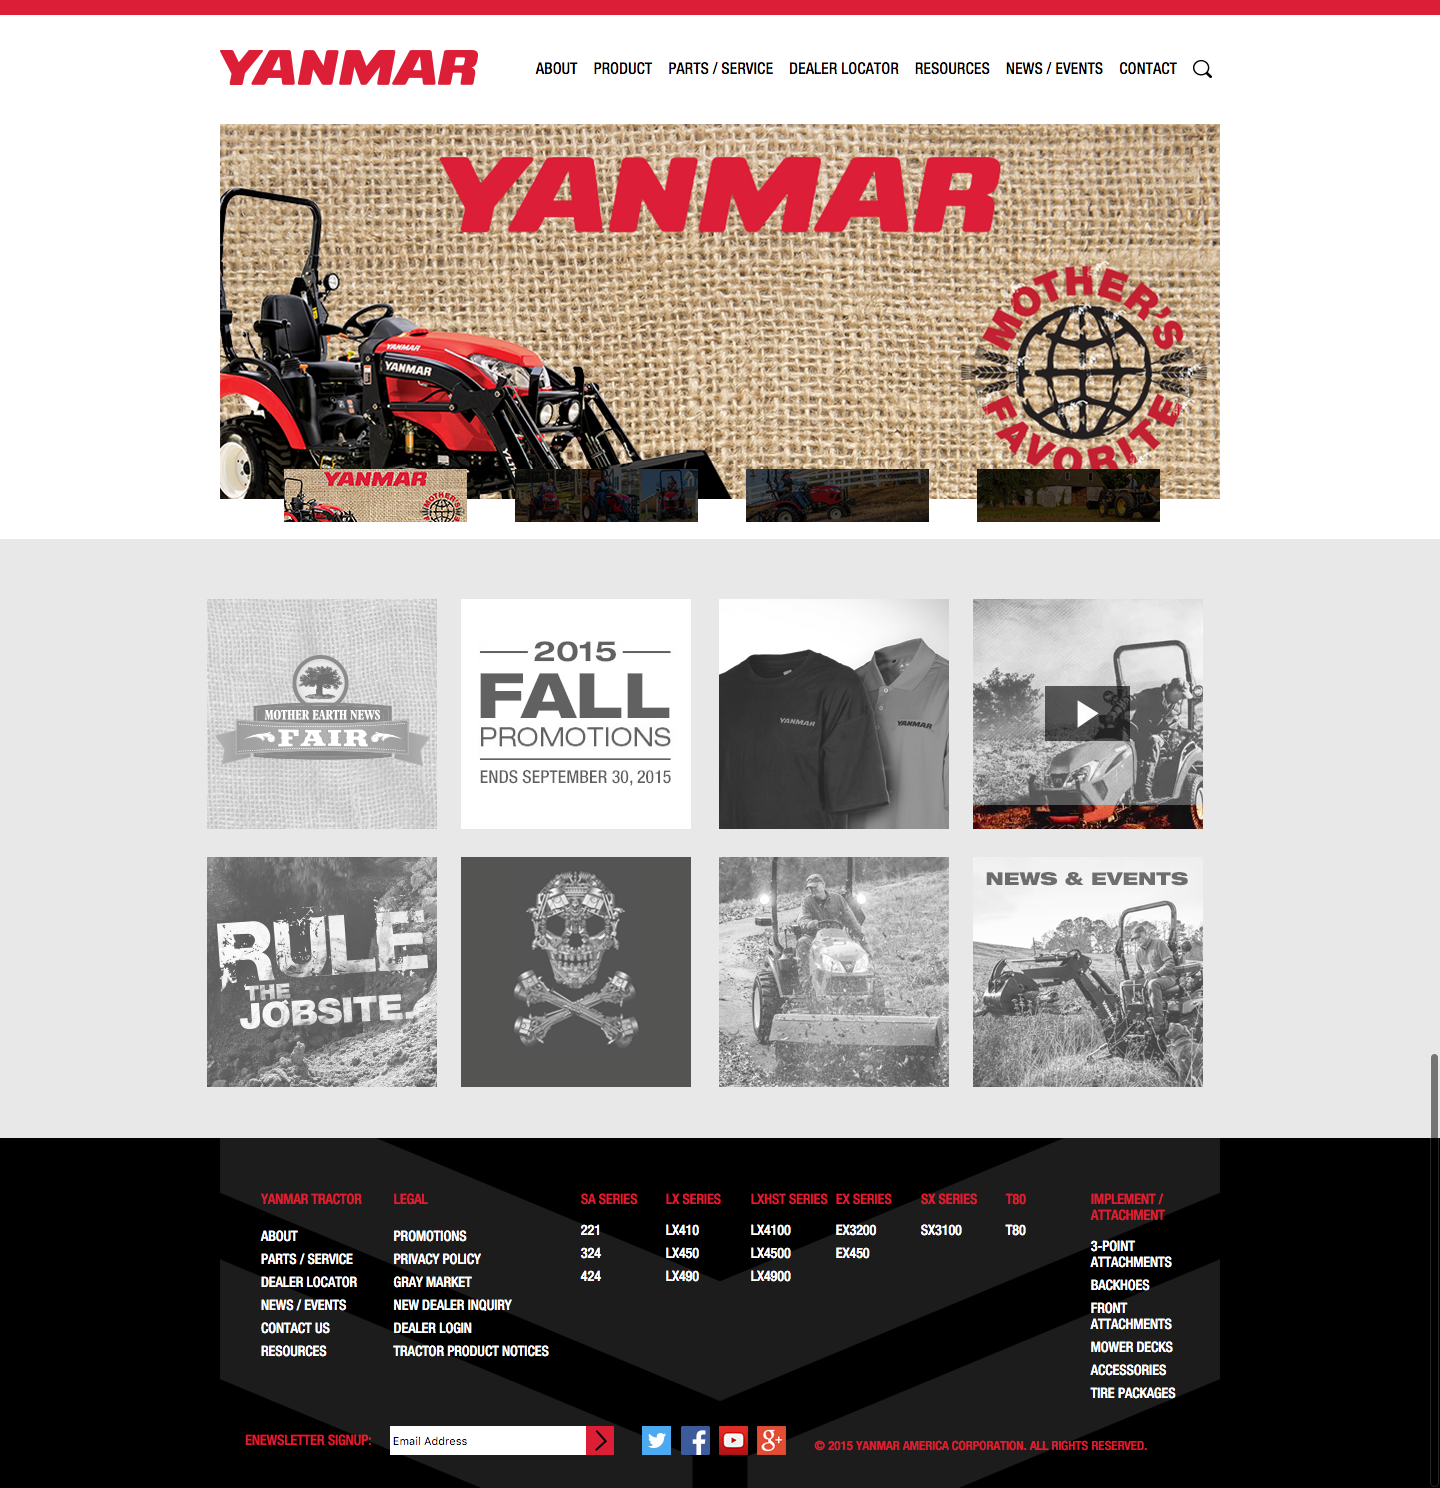 YANMAR
ABOUT PRODUCT PARTS / SERVICE DEALER LOCATOR RESOURCES NEWS / EVENTS CONTACT
YANMAR
MOTHER'S
FAVORITE
YANMAR
YANMAR
YANMAR
MOTHER'S
MOTHER EARTH NEWS
FAIR
2015
FALL
PROMOTIONS
ENDS SEPTEMBER 30, 2015
YANMAR
YANMAR
RULE
THE
JOBSITE.
NEWS & EVENTS
YANMAR TRACTOR
ABOUT
PARTS / SERVICE
DEALER LOCATOR
NEWS / EVENTS
CONTACT US
RESOURCES
LEGAL
PROMOTIONS
PRIVACY POLICY
GRAY MARKET
NEW DEALER INQUIRY
DEALER LOGIN
TRACTOR PRODUCT NOTICES
SA SERIES
221
324
424
LX SERIES
LX410
LX450
LX490
LXHST SERIES
LX4100
LX4500
LX4900
EX SERIES
EX3200
EX450
SX SERIES
SX3100
T80
T80
IMPLEMENT /
ATTACHMENT
3-POINT
ATTACHMENTS
BACKHOES
FRONT
ATTACHMENTS
MOWER DECKS
ACCESSORIES
TIRE PACKAGES
ENEWSLETTER SIGNUP:
Email Address
© 2015 YANMAR AMERICA CORPORATION. ALL RIGHTS RESERVED.